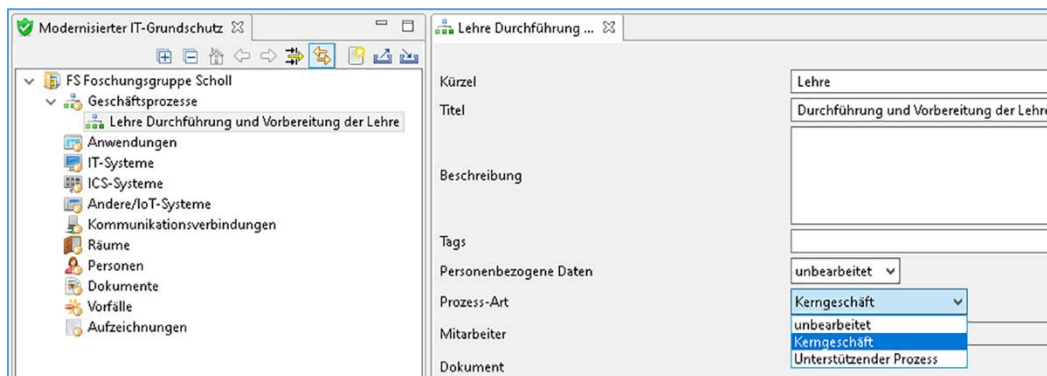 Modernisierter IT-Grundschutz
FS Foschungsgruppe Scholl
Geschäftsprozesse
Lehre Durchführung und Vorbereitung der Lehre
Anwendungen
IT-Systeme
ICS-Systeme
Andere/IoT-Systeme
Kommunikationsverbindungen
Räume
Personen
Dokumente
Vorfälle
Aufzeichnungen
Lehre Durchführung ...
Kürzel Lehre
Titel Durchführung und Vorbereitung der Lehre
Beschreibung
Tags
Personenbezogene Daten unbearbeitet
Prozess-Art Kerngeschäft
unbearbeitet
Mitarbeiter Kerngeschäft
Unterstützender Prozess
Dokument